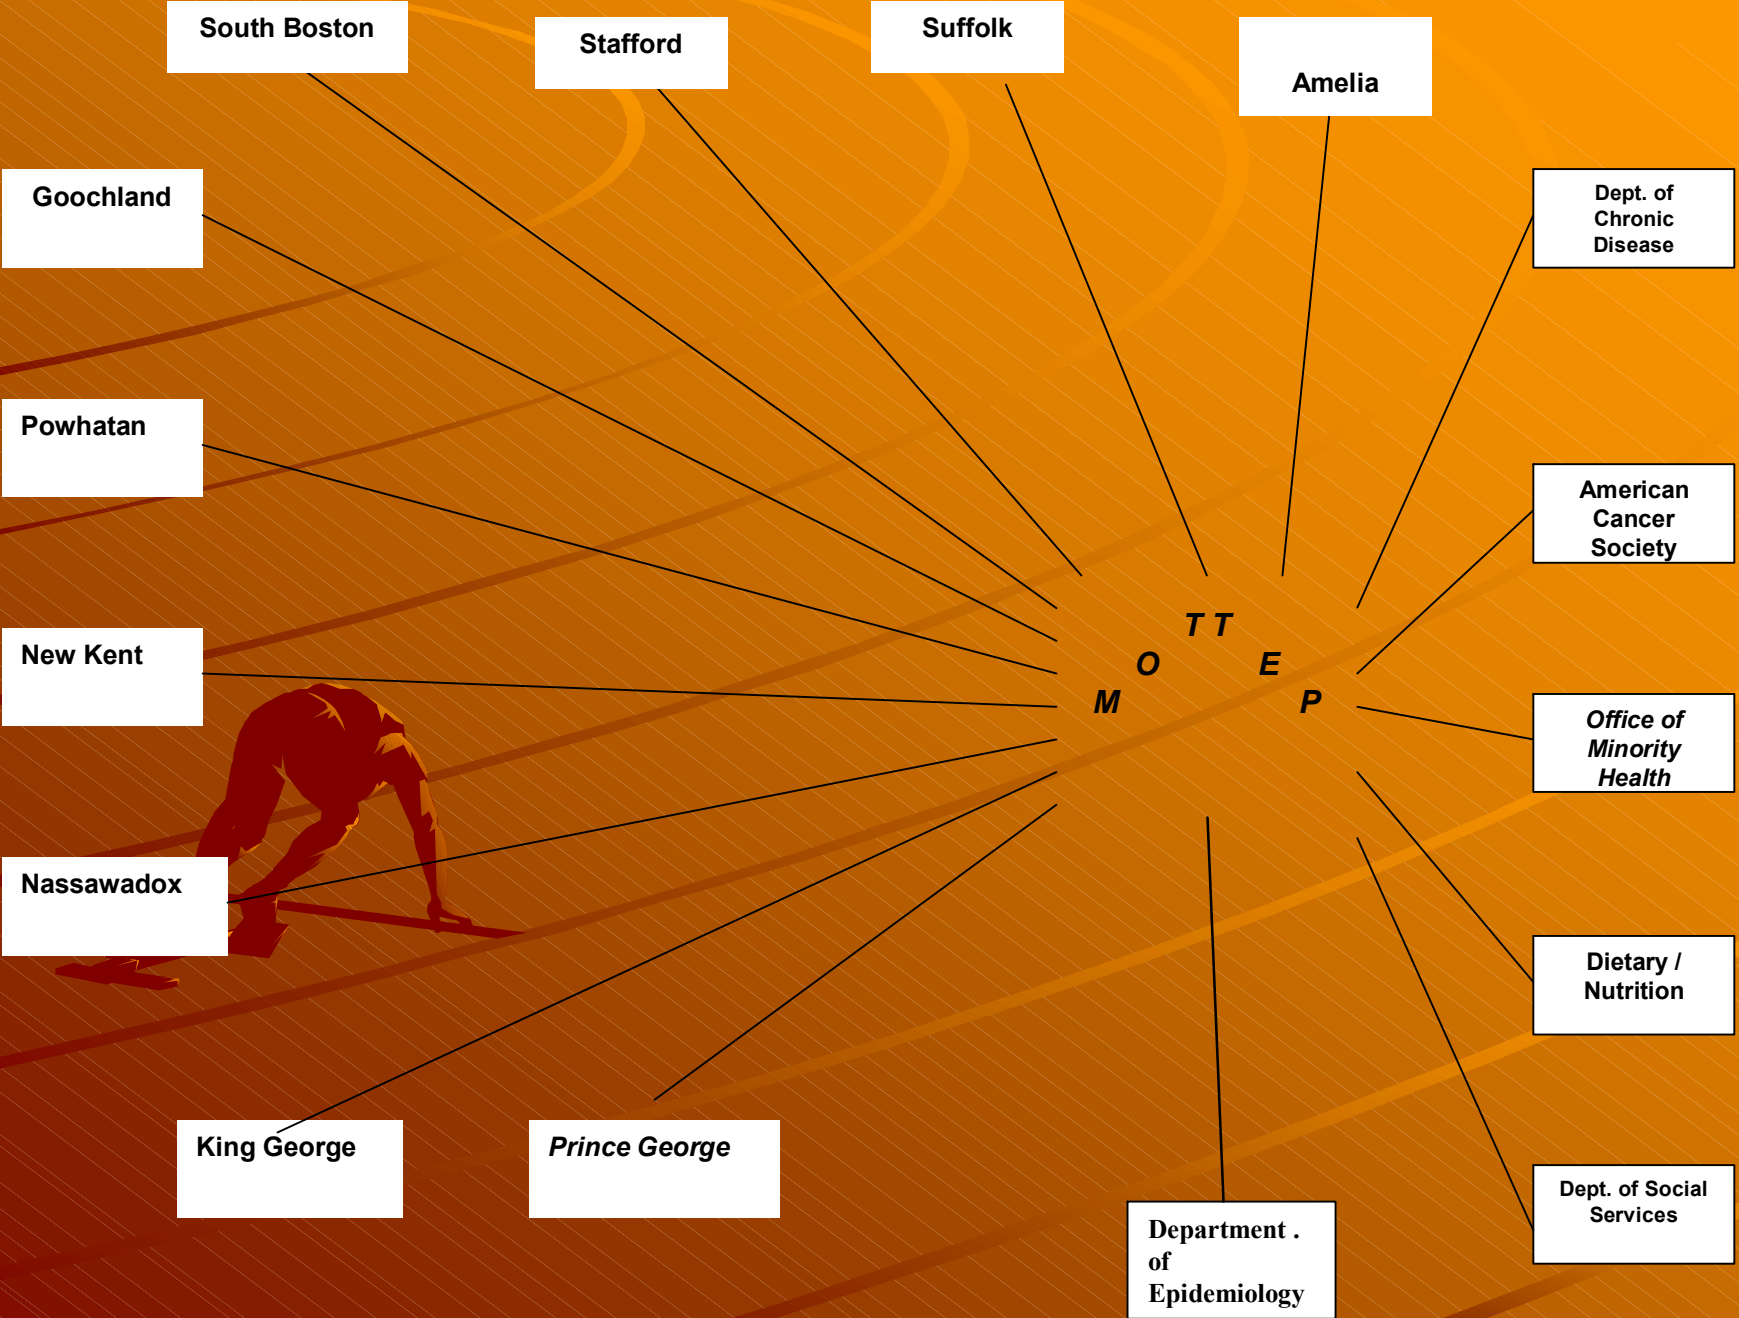 South Boston
Stafford
Suffolk
Amelia
Goochland
Dept. of
Chronic
Disease
Powhatan
American
Cancer
Society
New Kent
M O T T E P
Office of
Minority
Health
Nassawadox
Dietary /
Nutrition
King George
Prince George
Dept. of Social
Services
Department .
of
Epidemiology